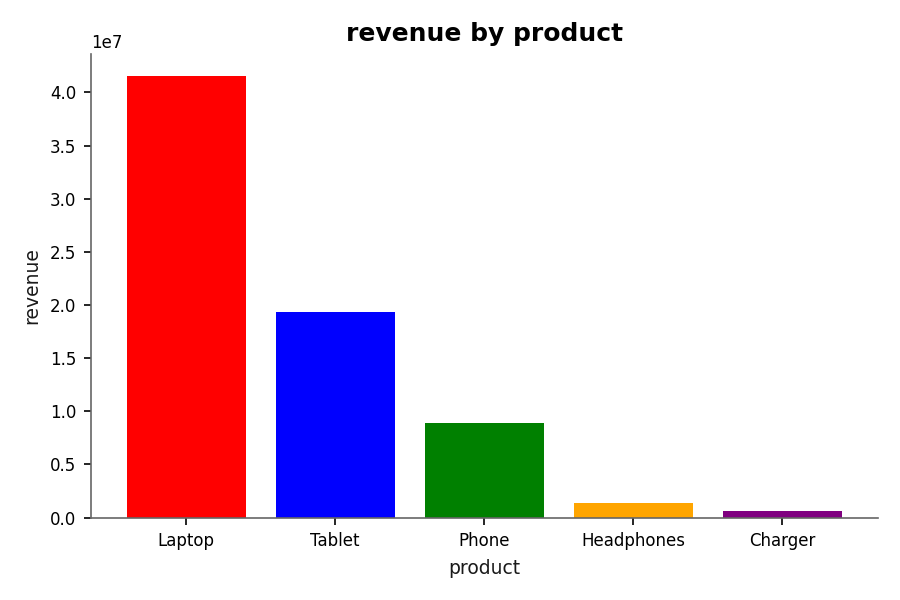 revenue by product
1e7
4.0
3.5
3.0
2.5
2.0
1.5
1.0
0.5
0.0
revenue
Laptop Tablet Phone Headphones Charger
product